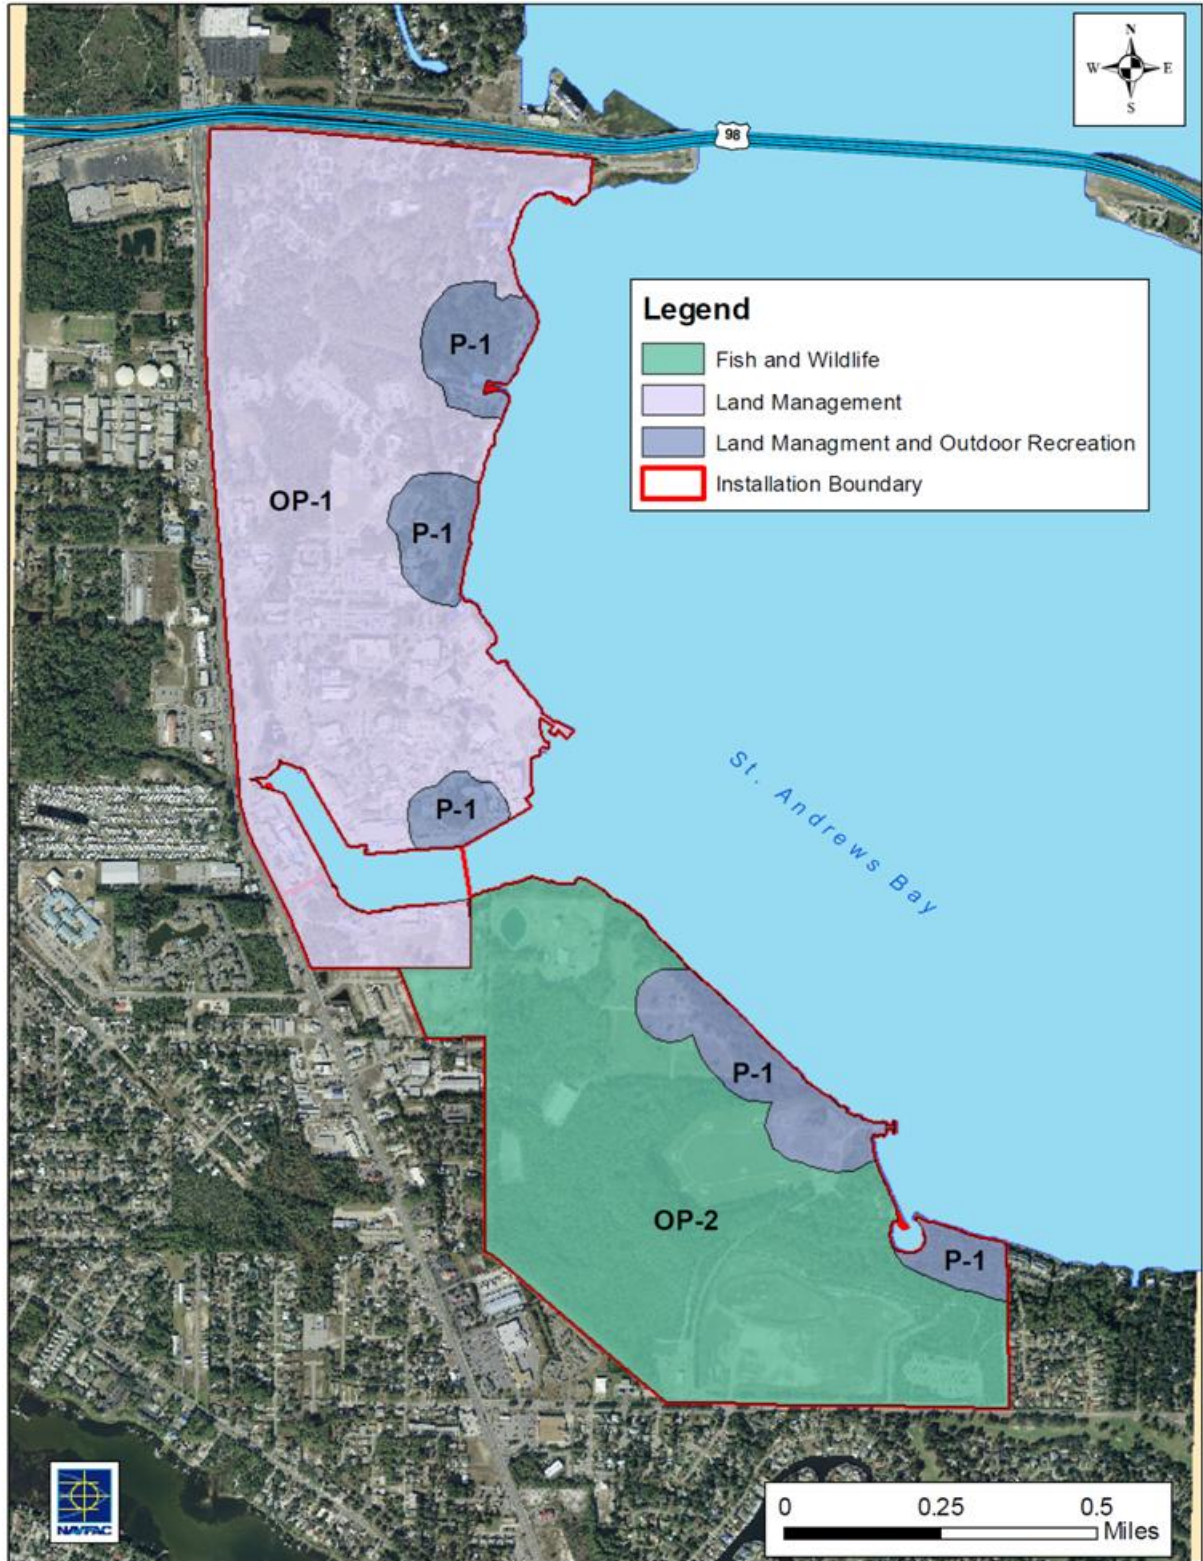 N
W E
S
98
Legend
Fish and Wildlife
Land Management
Land Managment and Outdoor Recreation
Installation Boundary
P-1
OP-1
P-1
St. Andrews Bay
P-1
P-1
OP-2
P-1
NAVFAC
0 0.25 0.5
Miles